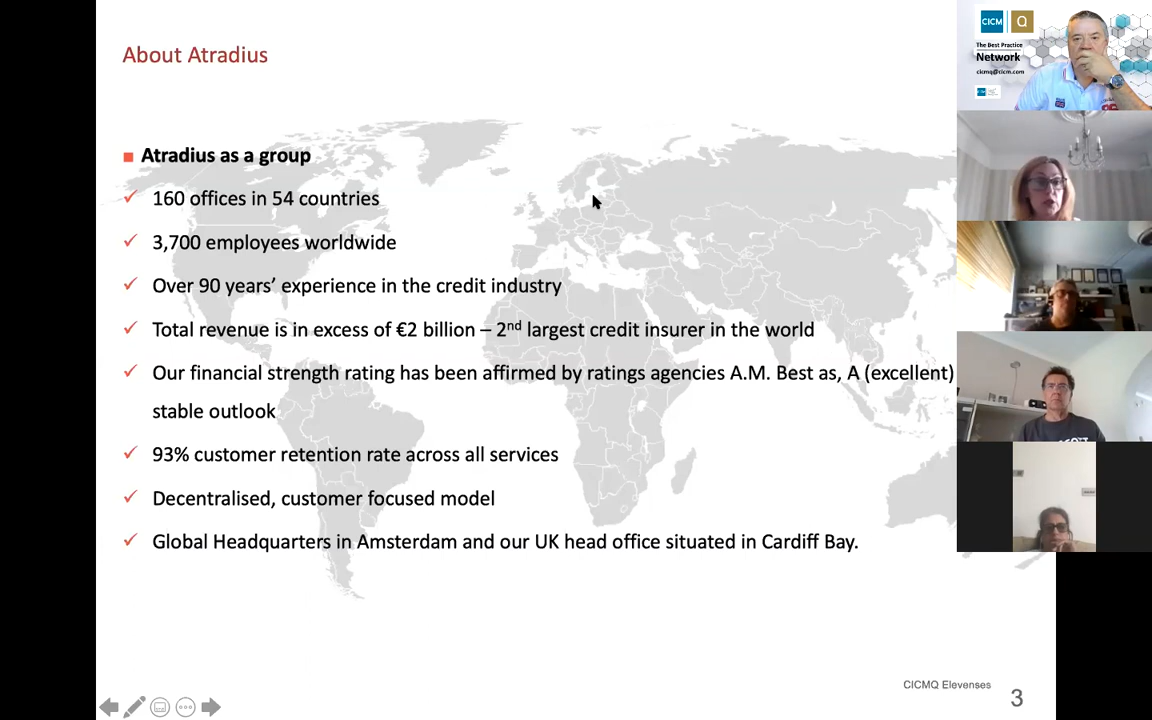 About Atradius
Atradius as a group
160 offices in 54 countries
3,700 employees worldwide
Over 90 years’ experience in the credit industry
Total revenue is in excess of €2 billion – 2nd largest credit insurer in the world
Our financial strength rating has been affirmed by ratings agencies A.M. Best as, A (excellent)
stable outlook
93% customer retention rate across all services
Decentralised, customer focused model
Global Headquarters in Amsterdam and our UK head office situated in Cardiff Bay.
CICMQ Elevenses
3
CICM Q
The Best Practice
Network
cicmq@cicm.com